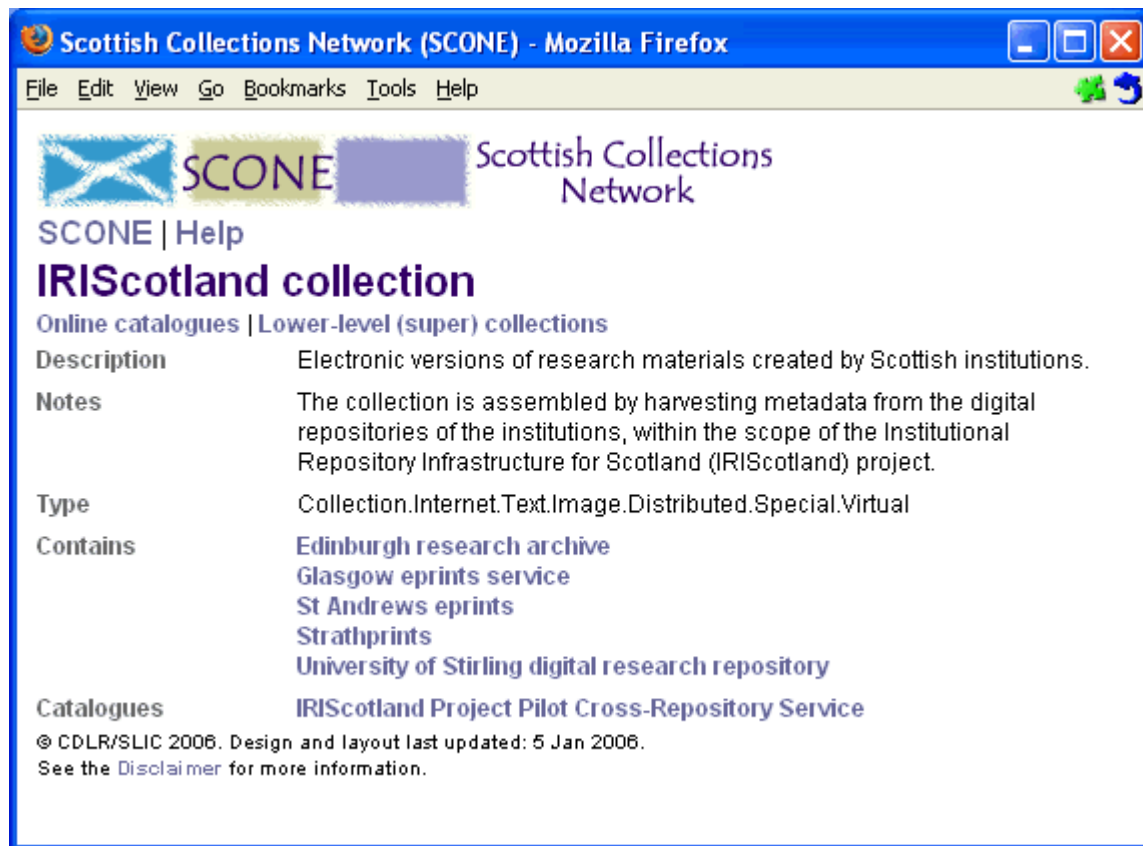 Scottish Collections Network (SCONE) - Mozilla Firefox
File Edit View Go Bookmarks Tools Help
SCONE
Scottish Collections
Network
SCONE | Help
IRIScotland collection
Online catalogues | Lower-level (super) collections
Description Electronic versions of research materials created by Scottish institutions.
Notes The collection is assembled by harvesting metadata from the digital
repositories of the institutions, within the scope of the Institutional
Repository Infrastructure for Scotland (IRIScotland) project.
Type Collection.Internet.Text.Image.Distributed.Special.Virtual
Contains Edinburgh research archive
Glasgow eprints service
St Andrews eprints
Strathprints
University of Stirling digital research repository
Catalogues IRIScotland Project Pilot Cross-Repository Service
© CDLR/SLIC 2006. Design and layout last updated: 5 Jan 2006.
See the Disclaimer for more information.